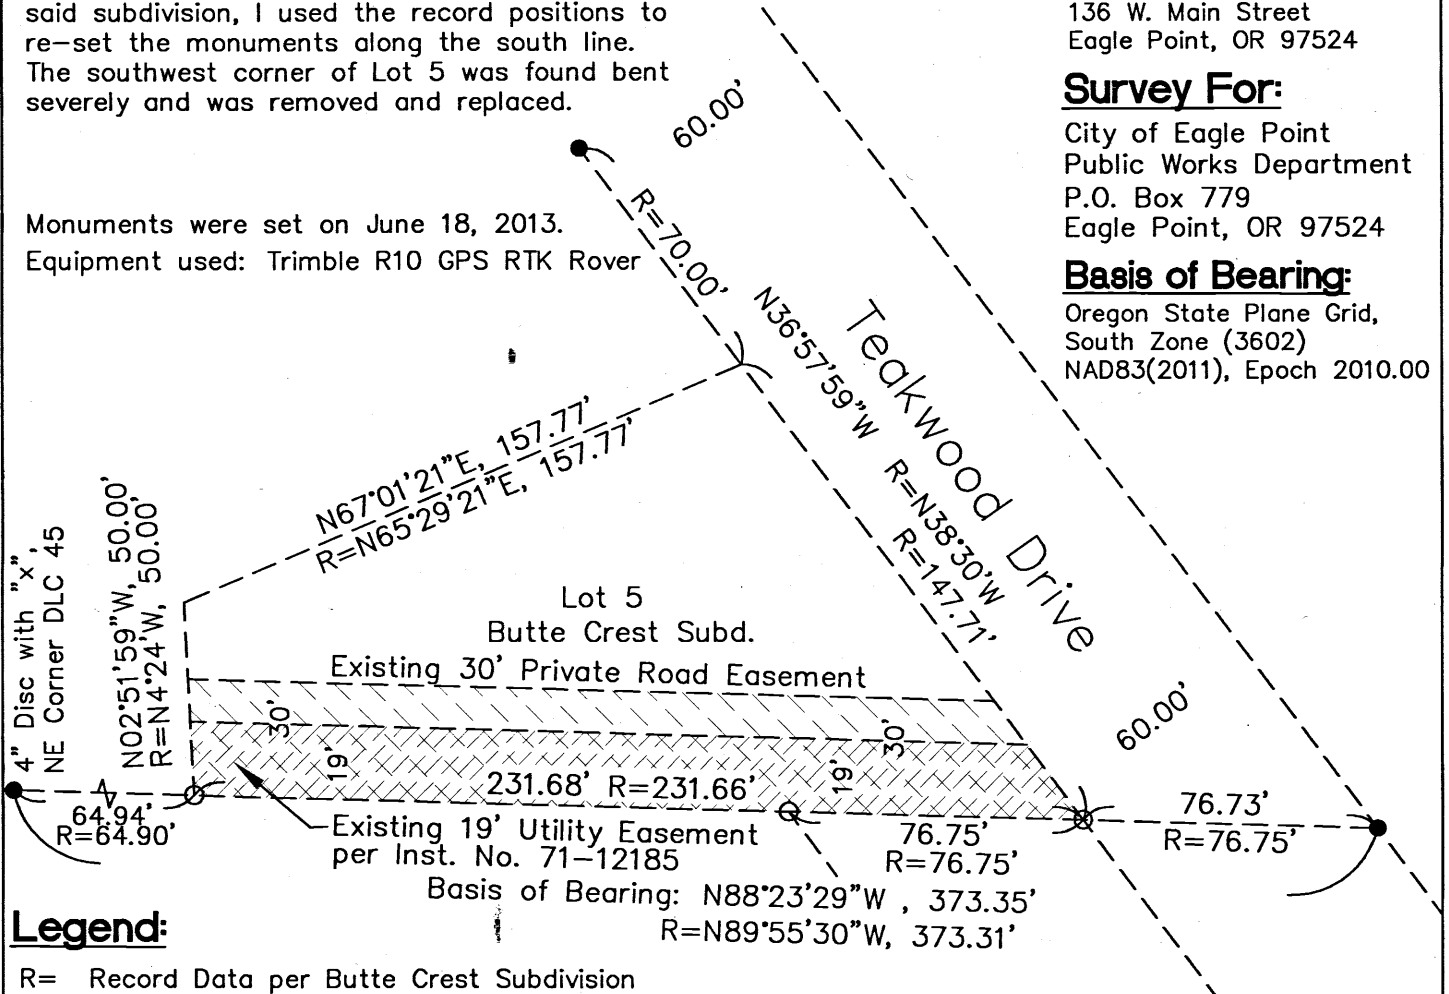 said subdivision, I used the record positions to
re-set the monuments along the south line.
The southwest corner of Lot 5 was found bent
severely and was removed and replaced.
Monuments were set on June 18, 2013.
Equipment used: Trimble R10 GPS RTK Rover
136 W. Main Street
Eagle Point, OR 97524
Survey For:
City of Eagle Point
Public Works Department
P.O. Box 779
Eagle Point, OR 97524
Basis of Bearing:
Oregon State Plane Grid,
South Zone (3602)
NAD83(2011), Epoch 2010.00
60.00'
R=70.00'
N36°57'59"W
R=N38°30'W
R=147.71'
Teakwood Drive
60.00'
N67°01'21"E, 157.77'
R=N65°29'21"E, 157.77'
4" Disc with "x",
NE Corner DLC 45
N02°51'59"W, 50.00'
R=N4°24'W, 50.00'
Lot 5
Butte Crest Subd.
Existing 30' Private Road Easement
30'
19'
30'
19'
231.68' R=231.66'
64.94'
R=64.90'
Existing 19' Utility Easement
per Inst. No. 71-12185
76.75'
R=76.75'
76.73'
R=76.75'
Basis of Bearing: N88°23'29"W , 373.35'
R=N89°55'30"W, 373.31'
Legend:
R= Record Data per Butte Crest Subdivision